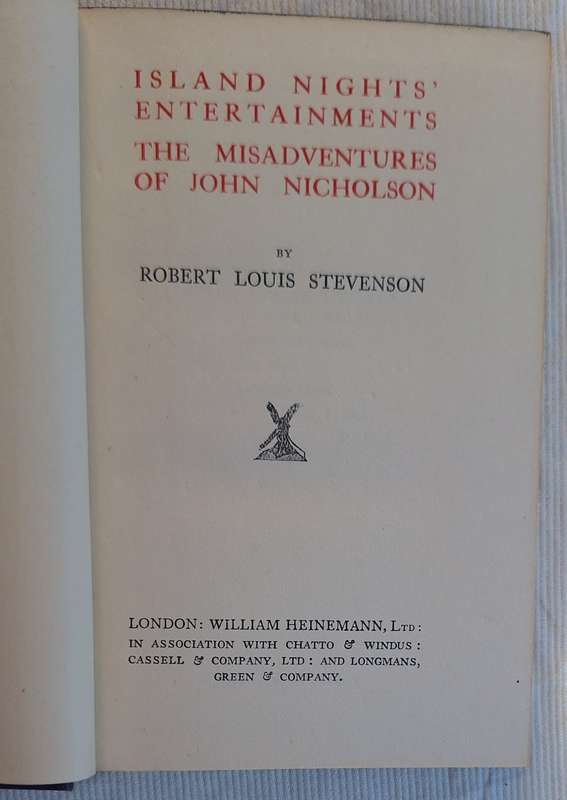 ISLAND NIGHTS'
ENTERTAINMENTS
THE MISADVENTURES
OF JOHN NICHOLSON
BY
ROBERT LOUIS STEVENSON
LONDON: WILLIAM HEINEMANN, LTD:
IN ASSOCIATION WITH CHATTO & WINDUS:
CASSELL & COMPANY, LTD: AND LONGMANS,
GREEN & COMPANY.